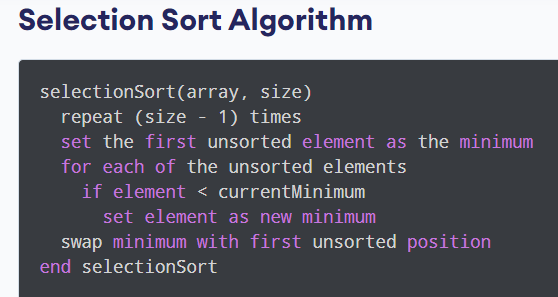 Selection Sort Algorithm
selectionSort(array, size)
repeat (size - 1) times
set the first unsorted element as the minimum
for each of the unsorted elements
if element < currentMinimum
set element as new minimum
swap minimum with first unsorted position
end selectionSort